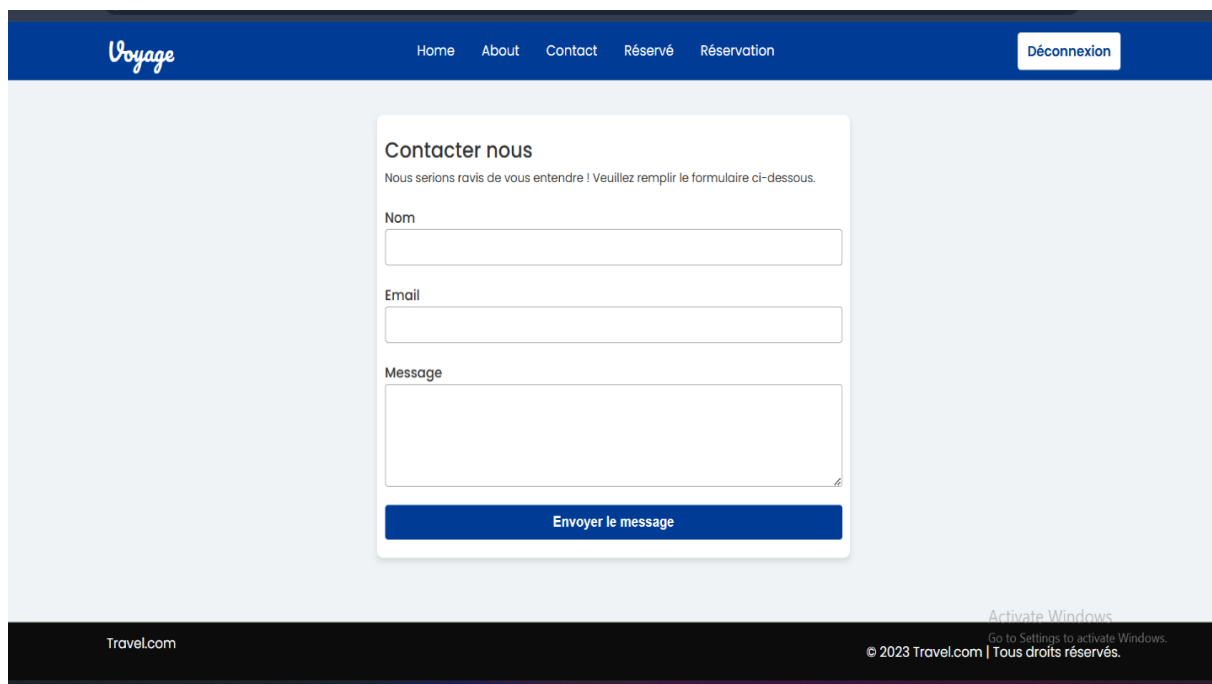 Voyage
Home About Contact Réservé Réservation
Déconnexion
Contacter nous
Nous serions ravis de vous entendre ! Veuillez remplir le formulaire ci-dessous.
Nom
Email
Message
Envoyer le message
Activate Windows
Go to Settings to activate Windows.
Travel.com
© 2023 Travel.com | Tous droits réservés.